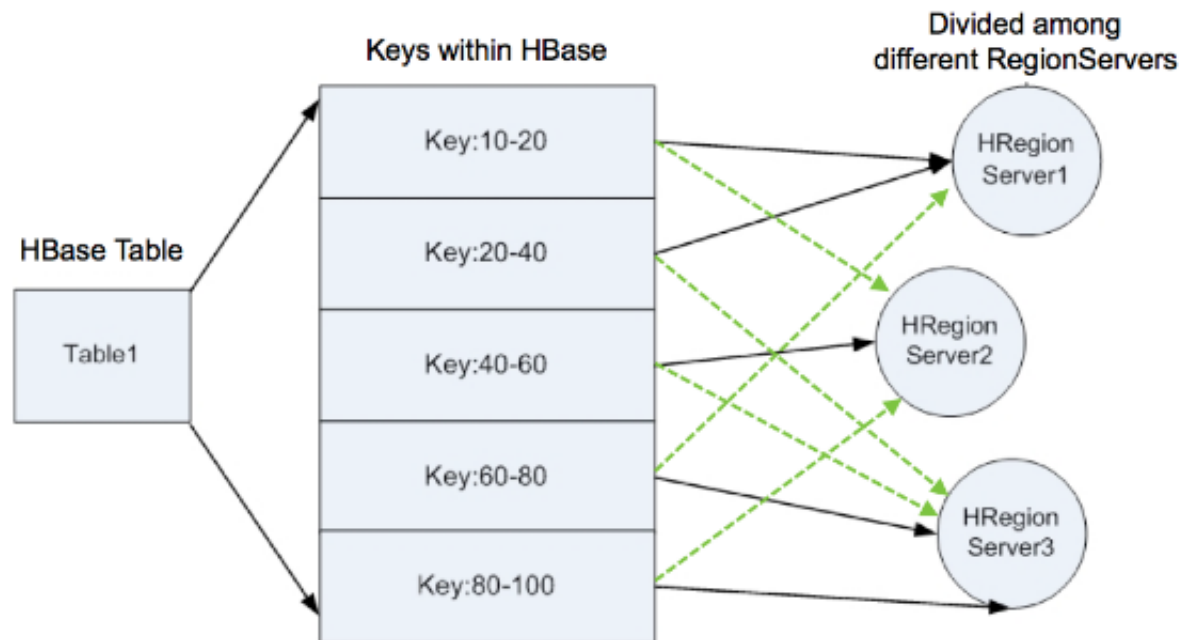 Divided among
different RegionServers
Keys within HBase
Key:10-20
HRegion
Server1
Key:20-40
HBase Table
Table1
HRegion
Server2
Key:40-60
Key:60-80
HRegion
Server3
Key:80-100